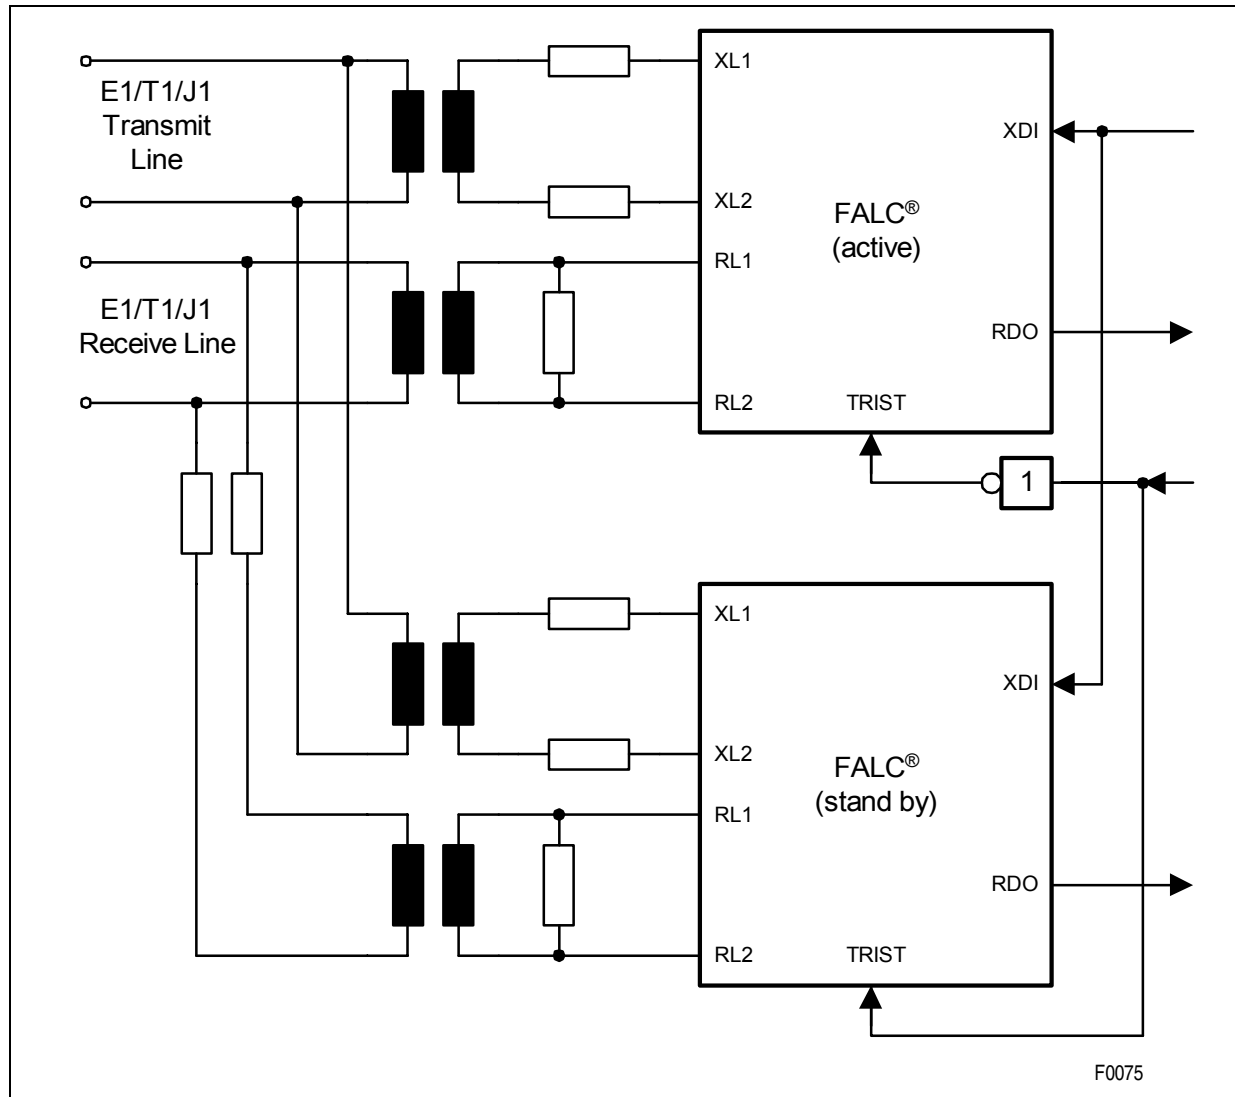 XL1
E1/T1/J1
Transmit
Line
XDI
XL2
FALC®
(active)
RL1
E1/T1/J1
Receive Line
RDO
RL2
TRIST
1
XL1
XDI
XL2
FALC®
(stand by)
RL1
RDO
RL2
TRIST
F0075